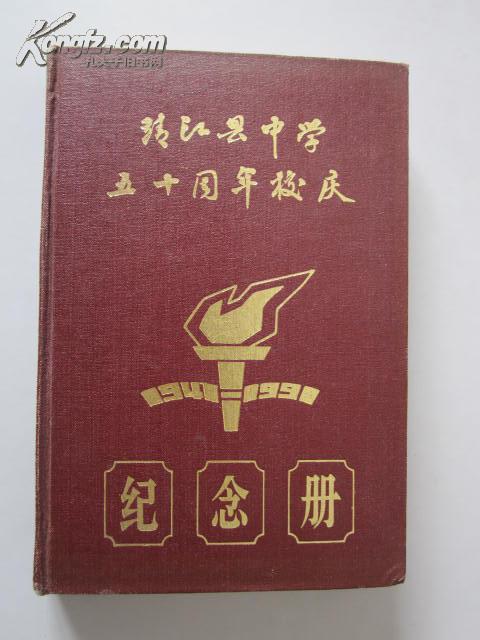 Kongfz.com
孔夫子旧书网
靖江县中学
五十周年校庆
1941-1991
纪念册